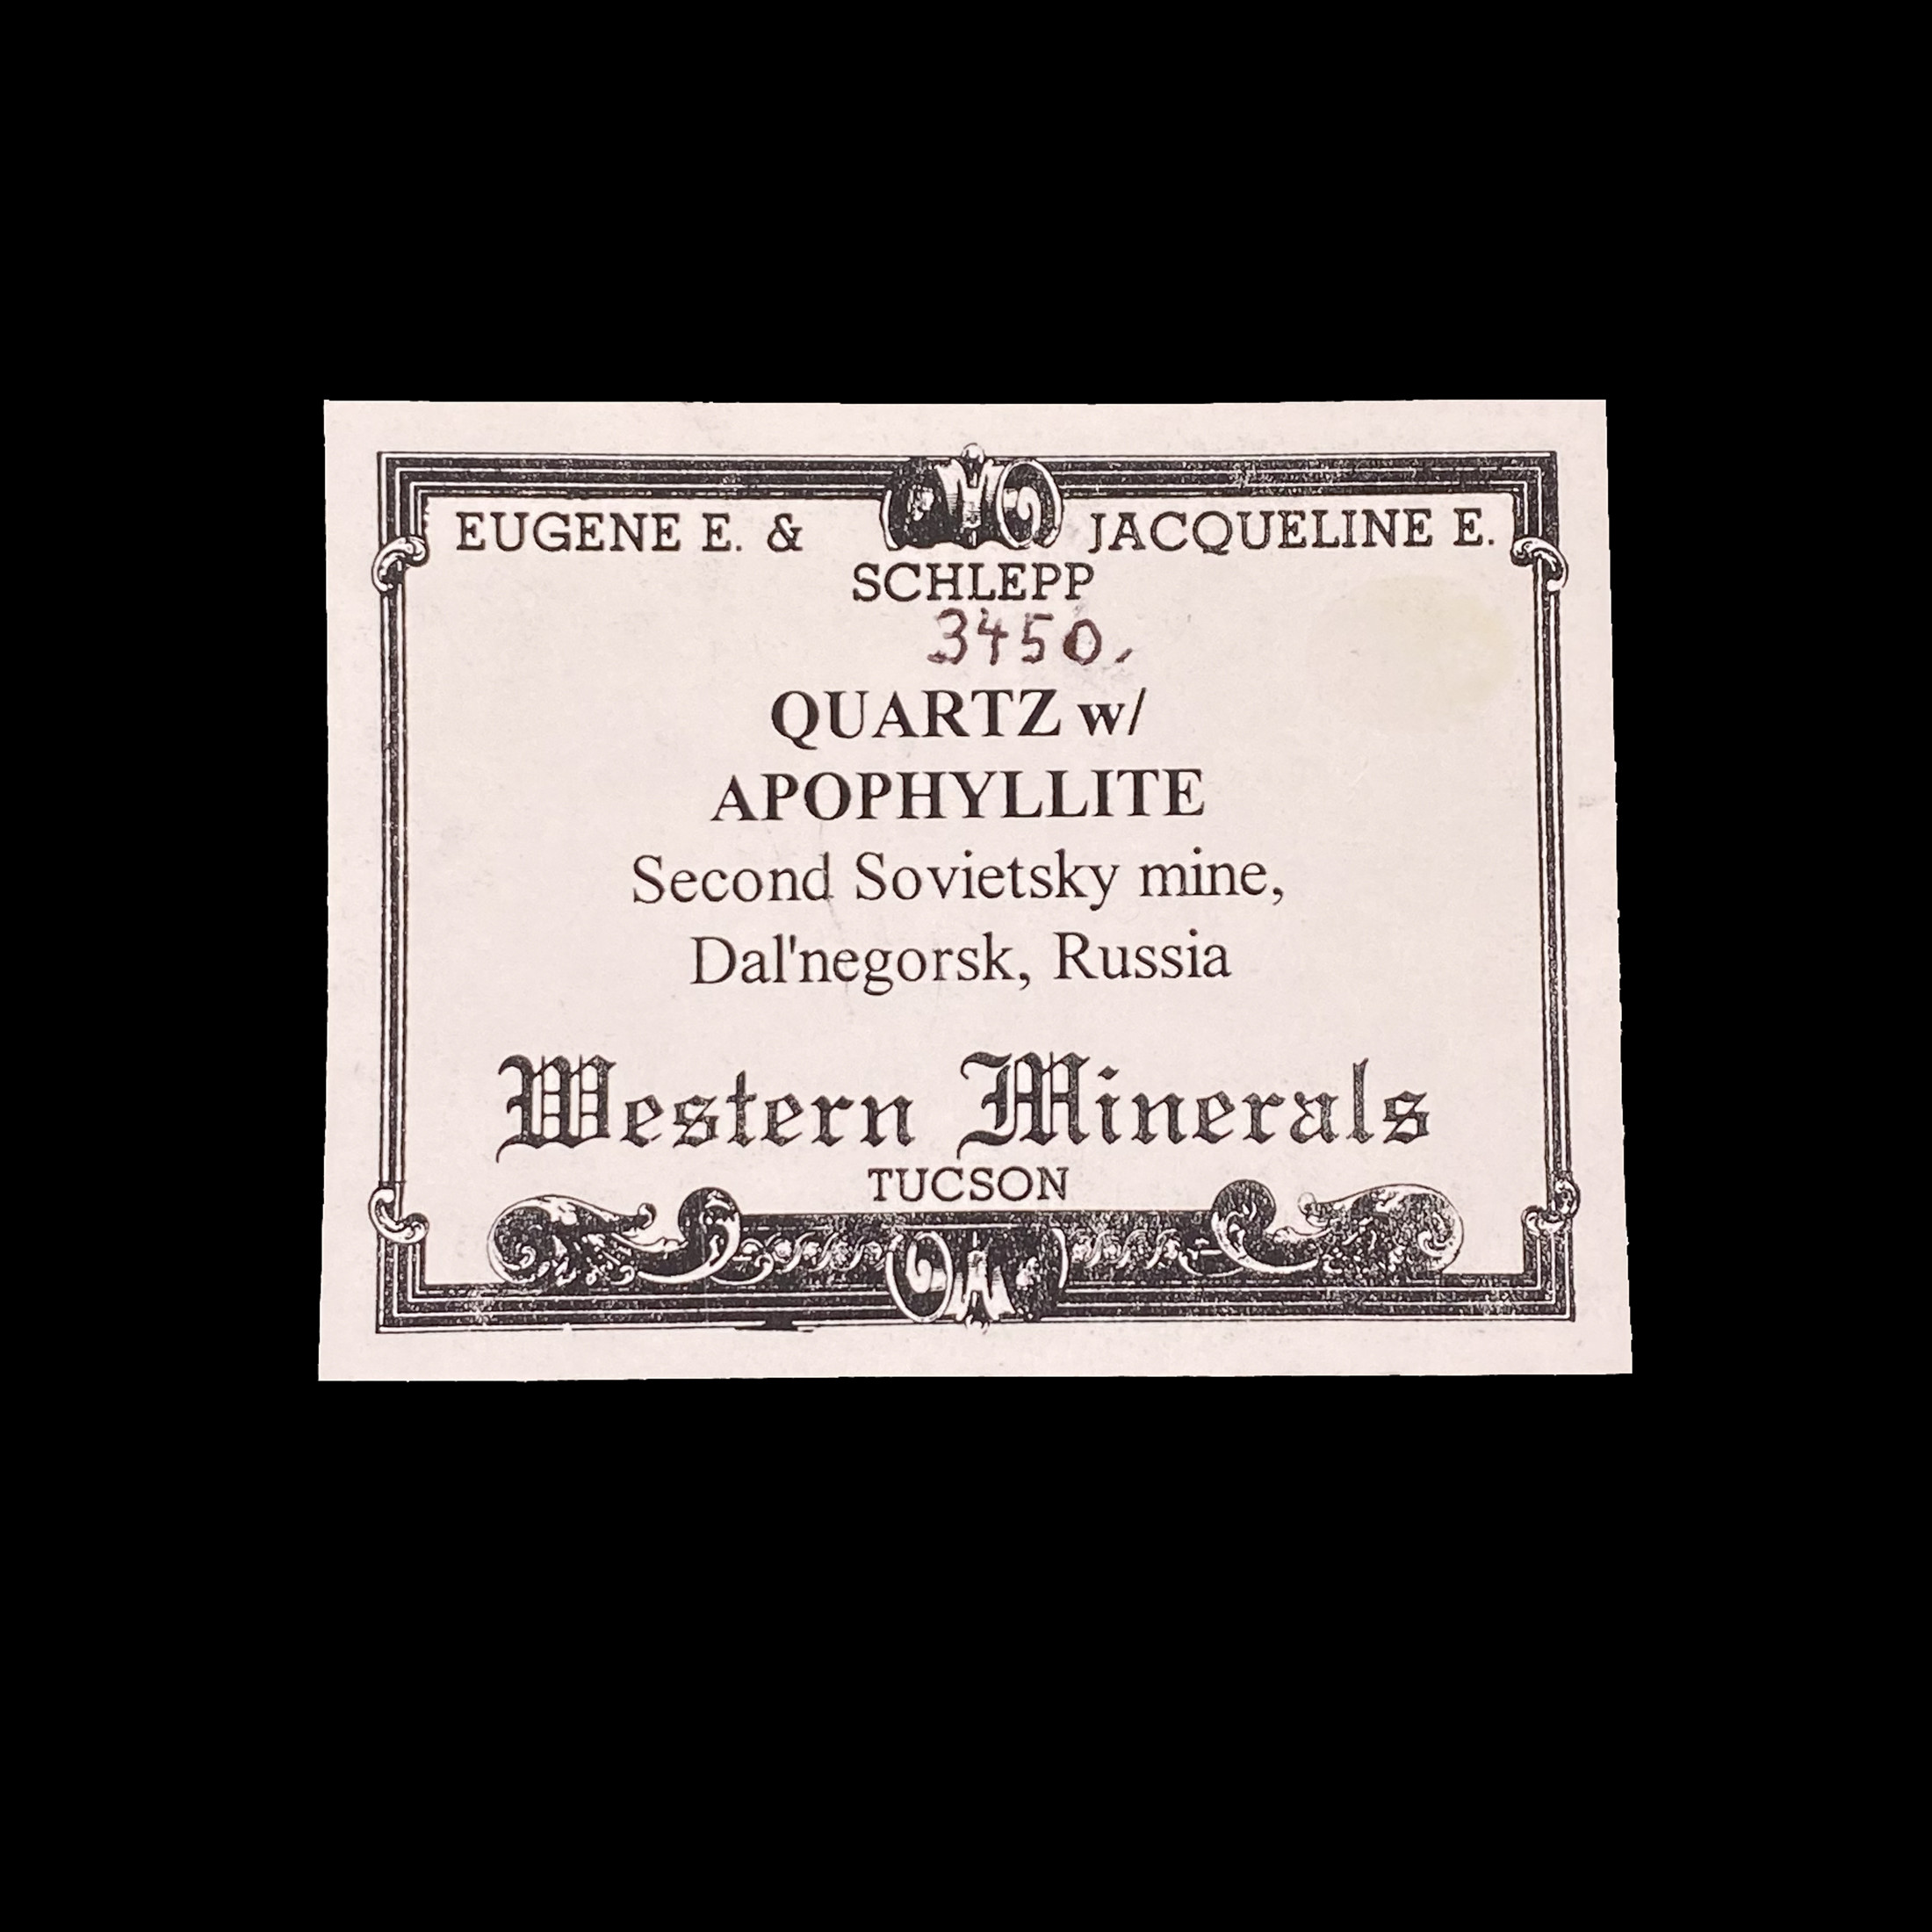 EUGENE E. & JACQUELINE E.
SCHLEPP
3450.
QUARTZ w/
APOPHYLLITE
Second Sovietsky mine,
Dal'negorsk, Russia
Western Minerals
TUCSON